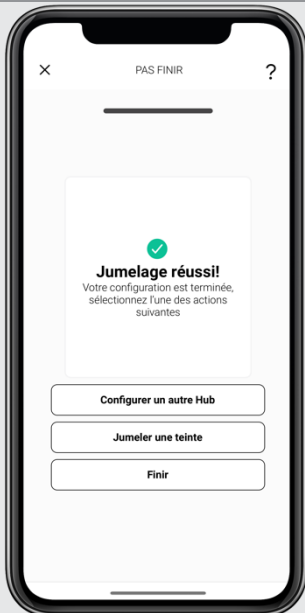 PAS FINIR
?
Jumelage réussi!
Votre configuration est terminée,
sélectionnez l'une des actions
suivantes
Configurer un autre Hub
Jumeler une teinte
Finir